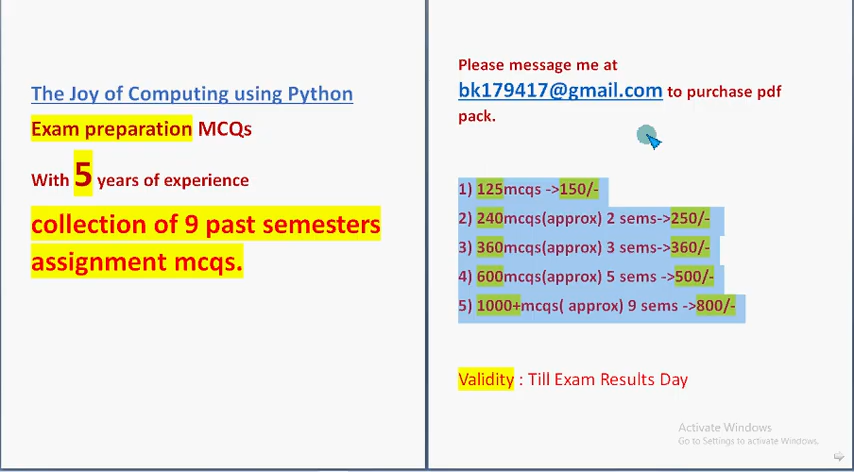 The Joy of Computing using Python
Exam preparation MCQs
With 5 years of experience
collection of 9 past semesters
assignment mcqs.
Please message me at
bk179417@gmail.com to purchase pdf
pack.
1) 125mcqs ->150/-
2) 240mcqs(approx) 2 sems->250/-
3) 360mcqs(approx) 3 sems->360/-
4) 600mcqs(approx) 5 sems ->500/-
5) 1000+mcqs( approx) 9 sems ->800/-
Validity : Till Exam Results Day
Activate Windows
Go to Settings to activate Windows.